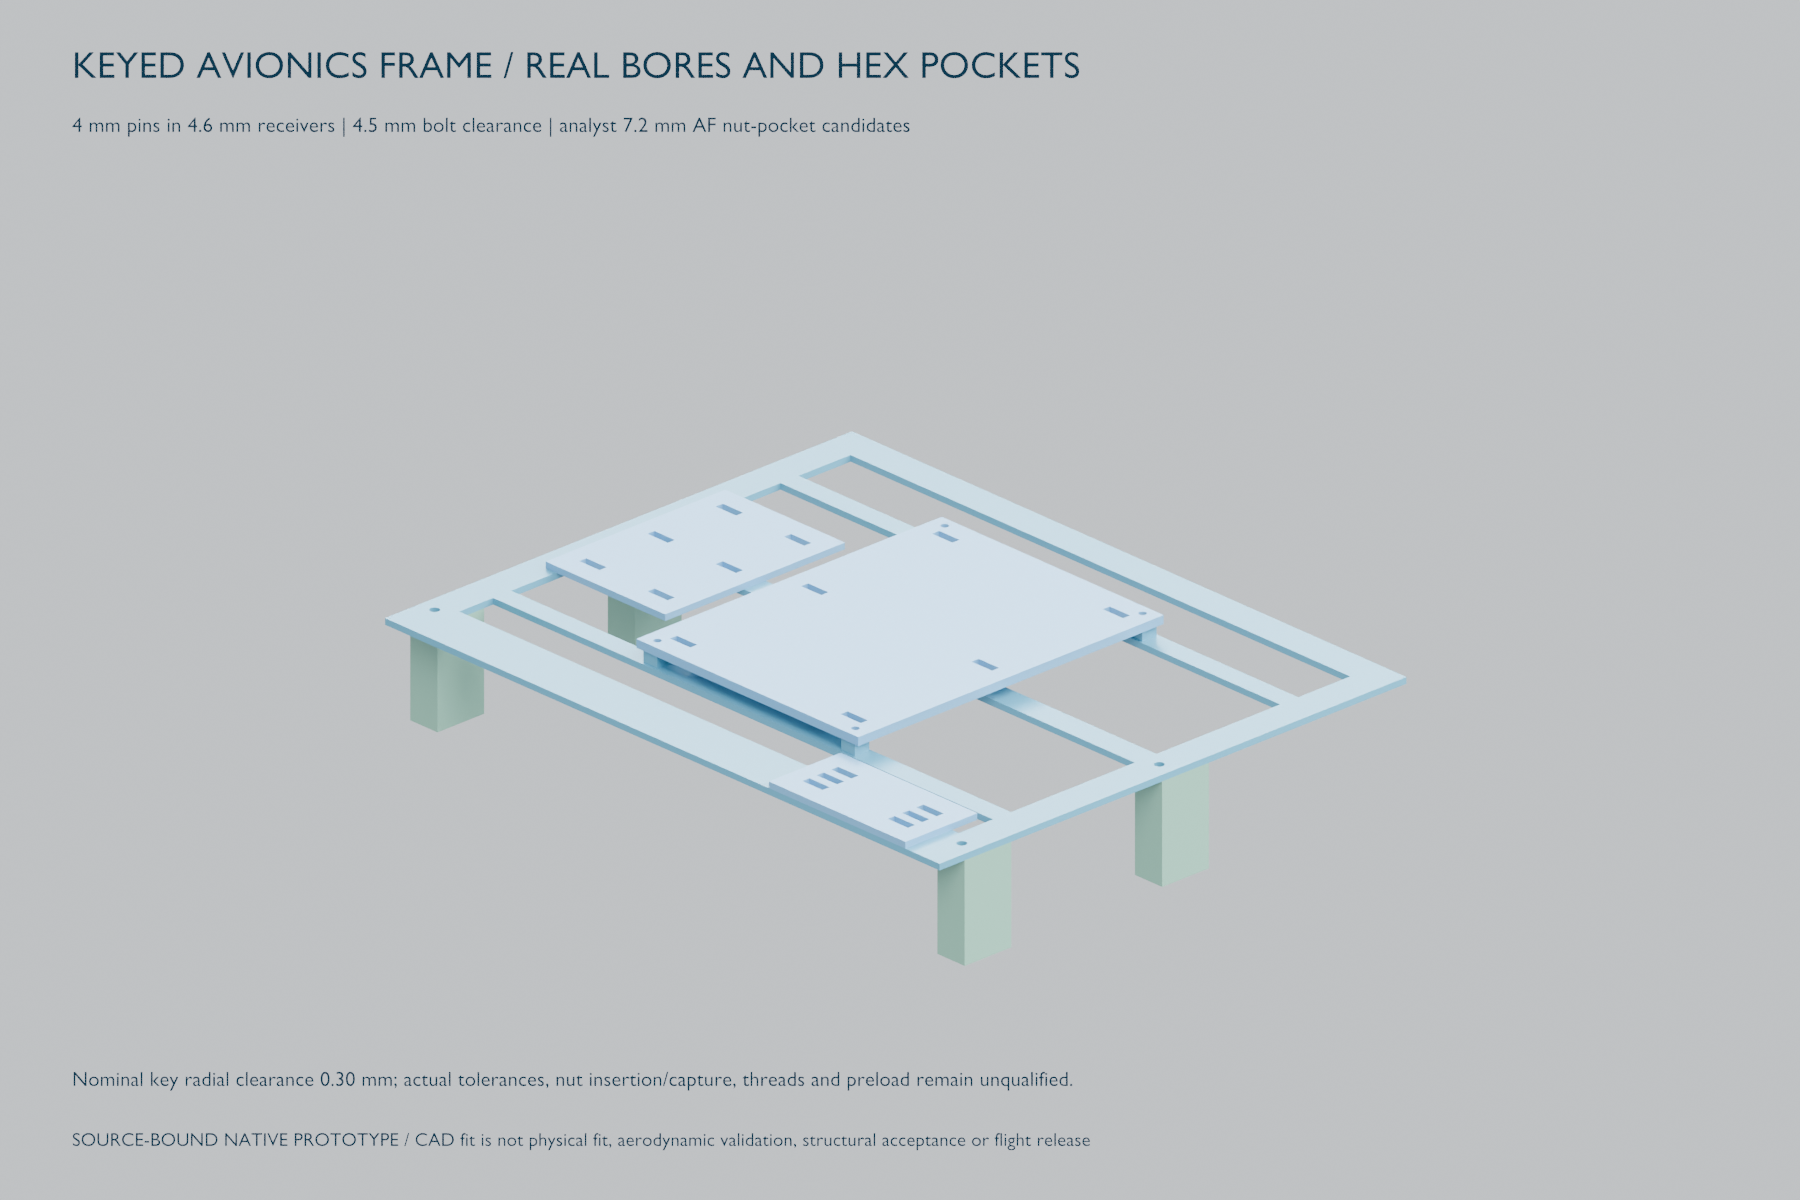 KEYED AVIONICS FRAME / REAL BORES AND HEX POCKETS
4 mm pins in 4.6 mm receivers | 4.5 mm bolt clearance | analyst 7.2 mm AF nut-pocket candidates
Nominal key radial clearance 0.30 mm; actual tolerances, nut insertion/capture, threads and preload remain unqualified.
SOURCE-BOUND NATIVE PROTOTYPE / CAD fit is not physical fit, aerodynamic validation, structural acceptance or flight release